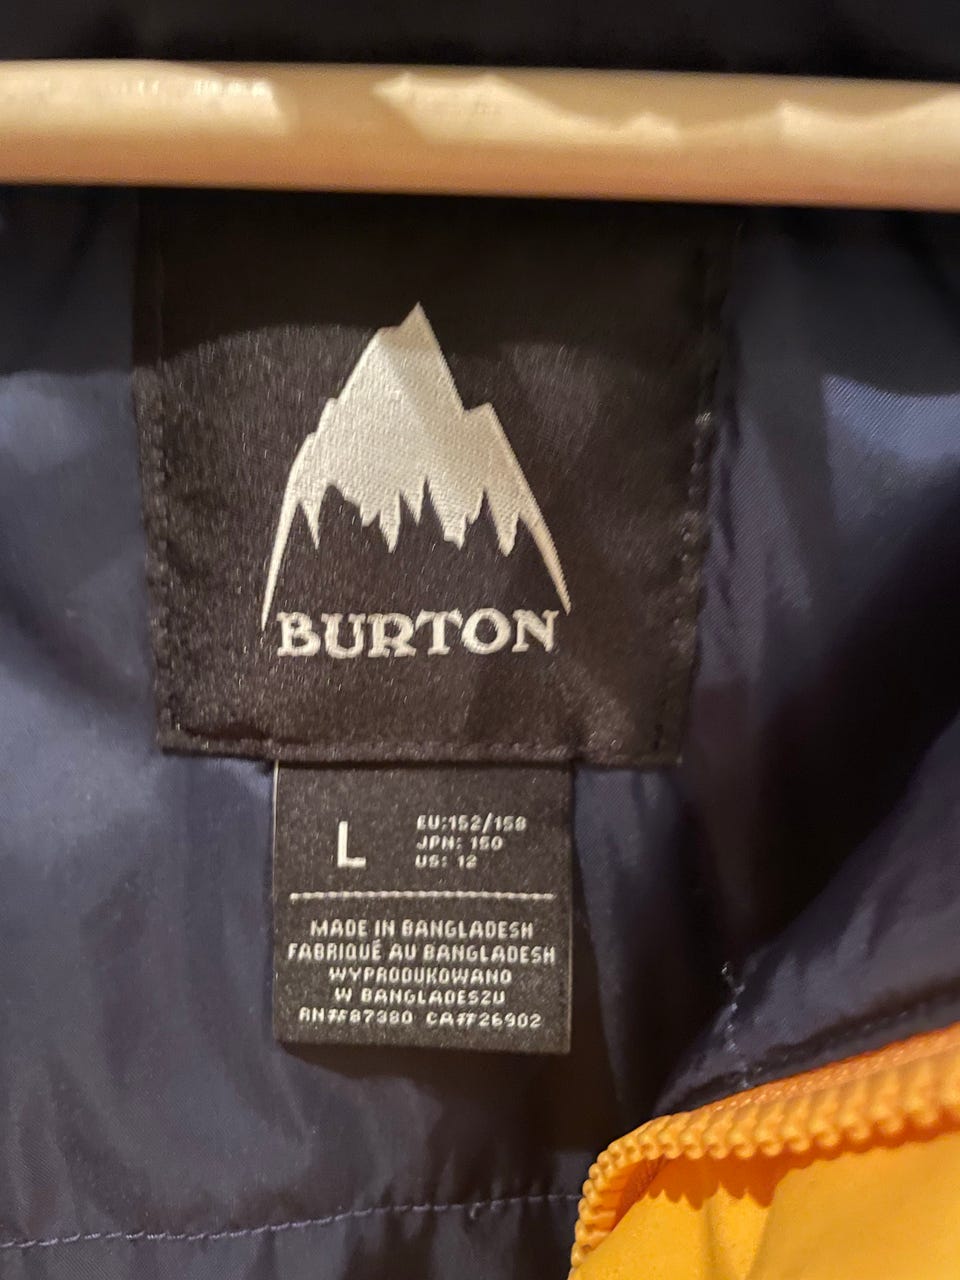 BURTON
L
EU:152/158
JPN: 150
US: 12
MADE IN BANGLADESH
FABRIQUÉ AU BANGLADESH
WYPRODUKOWANO
W BANGLADESZU
RN#87380 CA#26902